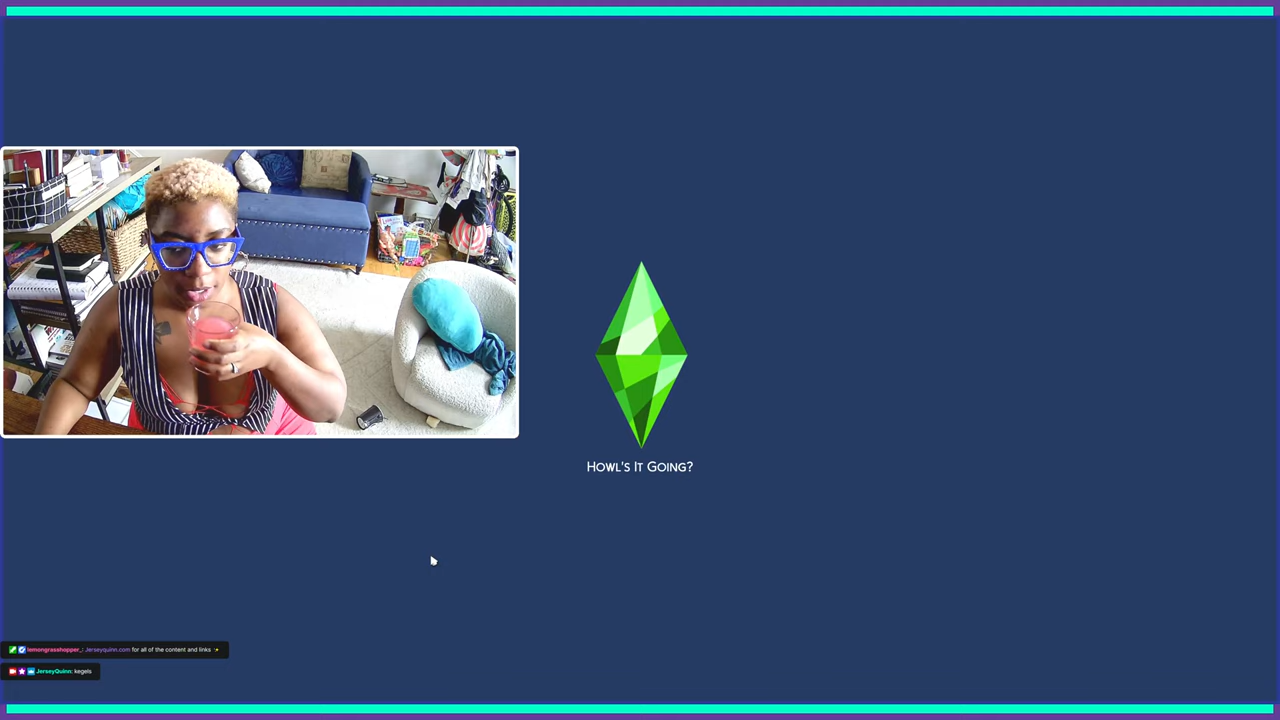 Howl's It Going?
lemongrasshopper_: Jerseyquinn.com for all of the content and links ✨
JerseyQuinn: kegels